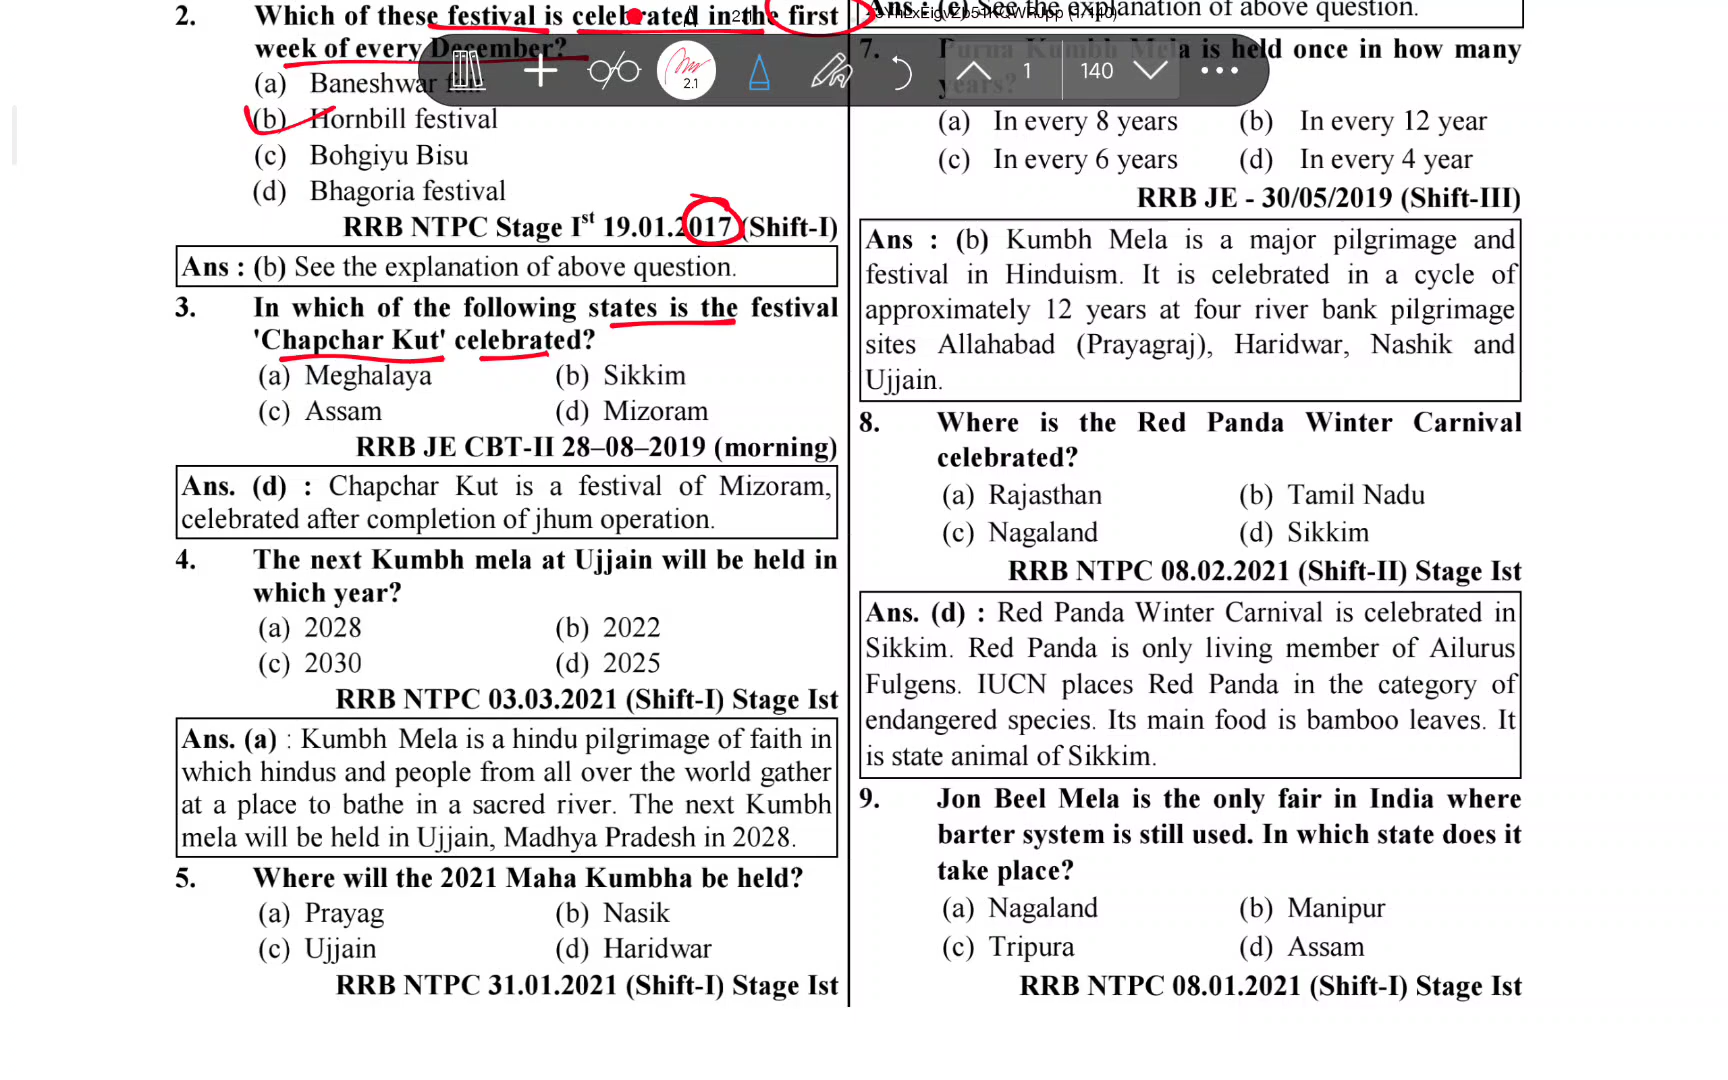 2. Which of these festival is celebrated in the first
week of every December?
(a) Baneshwar fair
(b) Hornbill festival
(c) Bohgiyu Bisu
(d) Bhagoria festival
RRB NTPC Stage Ist 19.01.2017 (Shift-I)
Ans : (b) See the explanation of above question.
3. In which of the following states is the festival
'Chapchar Kut' celebrated?
(a) Meghalaya (b) Sikkim
(c) Assam (d) Mizoram
RRB JE CBT-II 28–08–2019 (morning)
Ans. (d) : Chapchar Kut is a festival of Mizoram,
celebrated after completion of jhum operation.
4. The next Kumbh mela at Ujjain will be held in
which year?
(a) 2028 (b) 2022
(c) 2030 (d) 2025
RRB NTPC 03.03.2021 (Shift-I) Stage Ist
Ans. (a) : Kumbh Mela is a hindu pilgrimage of faith in
which hindus and people from all over the world gather
at a place to bathe in a sacred river. The next Kumbh
mela will be held in Ujjain, Madhya Pradesh in 2028.
5. Where will the 2021 Maha Kumbha be held?
(a) Prayag (b) Nasik
(c) Ujjain (d) Haridwar
RRB NTPC 31.01.2021 (Shift-I) Stage Ist
2.1
1 140
Ans : (c) See the explanation of above question.
7. Purna Kumbh Mela is held once in how many
years?
(a) In every 8 years (b) In every 12 year
(c) In every 6 years (d) In every 4 year
RRB JE - 30/05/2019 (Shift-III)
Ans : (b) Kumbh Mela is a major pilgrimage and
festival in Hinduism. It is celebrated in a cycle of
approximately 12 years at four river bank pilgrimage
sites Allahabad (Prayagraj), Haridwar, Nashik and
Ujjain.
8. Where is the Red Panda Winter Carnival
celebrated?
(a) Rajasthan (b) Tamil Nadu
(c) Nagaland (d) Sikkim
RRB NTPC 08.02.2021 (Shift-II) Stage Ist
Ans. (d) : Red Panda Winter Carnival is celebrated in
Sikkim. Red Panda is only living member of Ailurus
Fulgens. IUCN places Red Panda in the category of
endangered species. Its main food is bamboo leaves. It
is state animal of Sikkim.
9. Jon Beel Mela is the only fair in India where
barter system is still used. In which state does it
take place?
(a) Nagaland (b) Manipur
(c) Tripura (d) Assam
RRB NTPC 08.01.2021 (Shift-I) Stage Ist